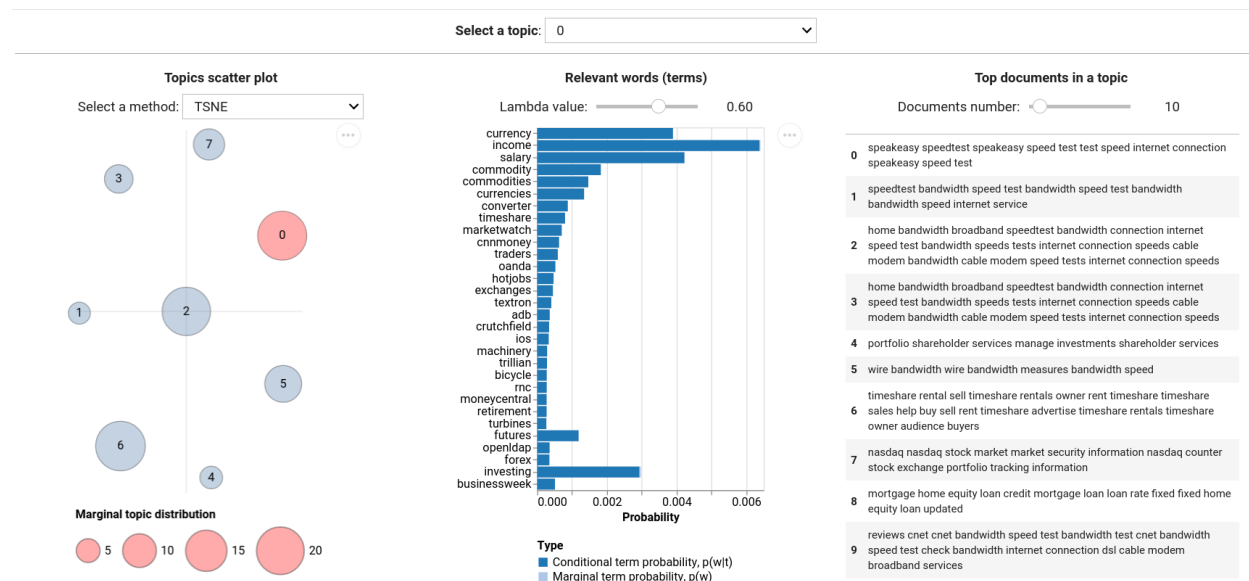 Select a topic: 0
Topics scatter plot
Select a method: TSNE
7
3
0
1
2
5
6
4
Marginal topic distribution
5 10 15 20
Relevant words (terms)
Lambda value: 0.60
currency
income
salary
commodity
commodities
currencies
converter
timeshare
marketwatch
cnnmoney
traders
oanda
hotjobs
exchanges
textron
adb
crutchfield
ios
machinery
trillian
bicycle
rnc
moneycentral
retirement
turbines
futures
openldap
forex
investing
businessweek
0.000 0.002 0.004 0.006
Probability
Type
Conditional term probability, p(w|t)
Marginal term probability, p(w)
Top documents in a topic
Documents number: 10
0 speakeasy speedtest speakeasy speed test test speed internet connection
speakeasy speed test
1 speedtest bandwidth speed test bandwidth speed test bandwidth
bandwidth speed internet service
2 home bandwidth broadband speedtest bandwidth connection internet
speed test bandwidth speeds tests internet connection speeds cable
modem bandwidth cable modem speed tests internet connection speeds
3 home bandwidth broadband speedtest bandwidth connection internet
speed test bandwidth speeds tests internet connection speeds cable
modem bandwidth cable modem speed tests internet connection speeds
4 portfolio shareholder services manage investments shareholder services
5 wire bandwidth wire bandwidth measures bandwidth speed
6 timeshare rental sell timeshare rentals owner rent timeshare timeshare
sales help buy sell rent timeshare advertise timeshare rentals timeshare
owner audience buyers
7 nasdaq nasdaq stock market market security information nasdaq counter
stock exchange portfolio tracking information
8 mortgage home equity loan credit mortgage loan loan rate fixed fixed home
equity loan updated
9 reviews cnet cnet bandwidth speed test bandwidth test cnet bandwidth
speed test check bandwidth internet connection dsl cable modem
broadband services